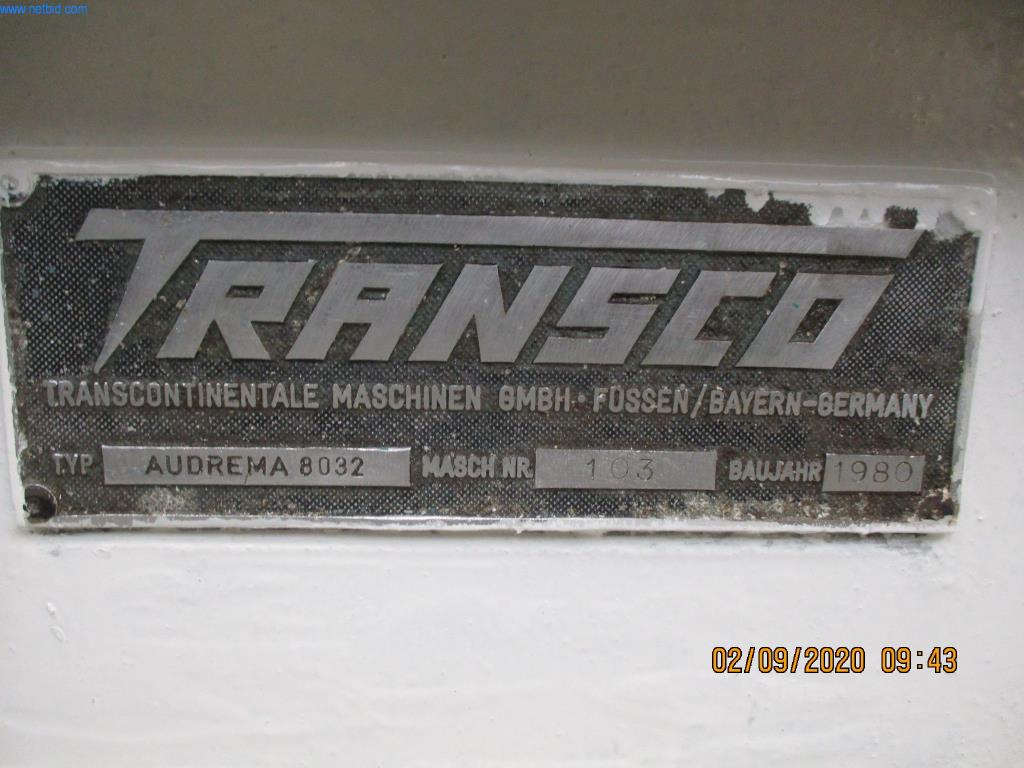 www.netbid.com
TRANSCO
TRANSCONTINENTALE MASCHINEN GMBH · FÜSSEN/BAYERN-GERMANY
TYP AUDREMA 8032 MASCH NR. 103 BAUJAHR 1980
02/09/2020 09:43